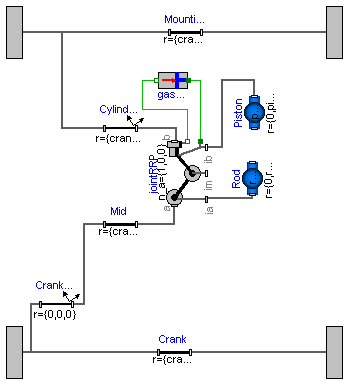 Mounti...
r={cra...
gas...
Cylind...
r={cran...
Piston
r={0,pi...
b
jointRRP
n_a={1,0,0}
ib
im
ia
a
Rod
r={0,r...
Mid
r={cra...
Crank...
r={0,0,0}
Crank
r={cra...